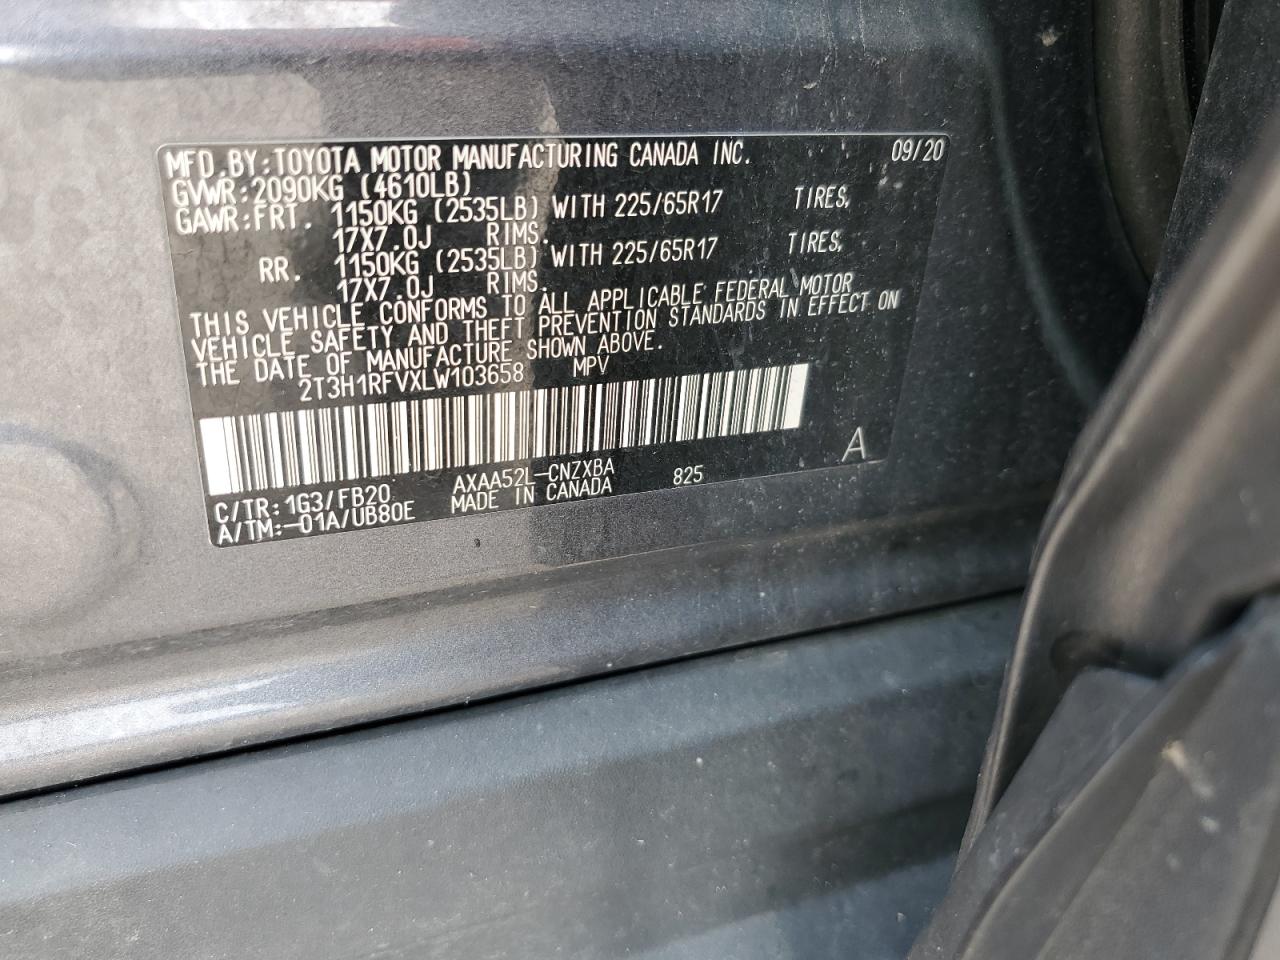 MFD.BY:TOYOTA MOTOR MANUFACTURING CANADA INC. 09/20
GVWR:2090KG (4610LB)
GAWR:FRT. 1150KG (2535LB) WITH 225/65R17 TIRES,
17X7.0J RIMS.
RR. 1150KG (2535LB) WITH 225/65R17 TIRES,
17X7.0J RIMS.
THIS VEHICLE CONFORMS TO ALL APPLICABLE FEDERAL MOTOR
VEHICLE SAFETY AND THEFT PREVENTION STANDARDS IN EFFECT ON
THE DATE OF MANUFACTURE SHOWN ABOVE.
2T3H1RFVXLW103658 MPV
A
C/TR:1G3/FB20 AXAA52L-CNZXBA 825
A/TM:-01A/UB80E MADE IN CANADA